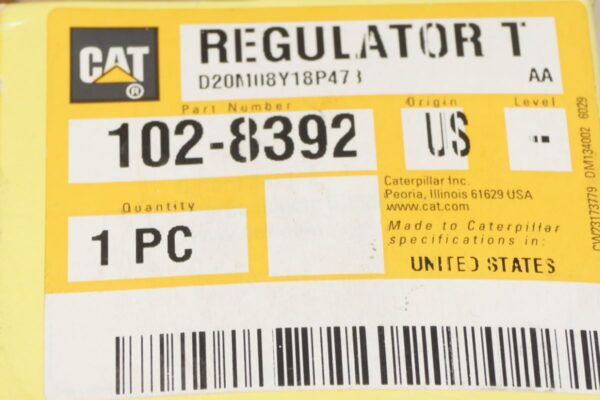 CAT ®
REGULATOR T
D20M08Y18P473 AA
Part Number Origin Level
102-8392 US --
Caterpillar Inc.
Peoria, Illinois 61629 USA
www.cat.com
Quantity
1 PC
Made to Caterpillar
specifications in:
UNITED STATES
CW23173779 DM134002 6029